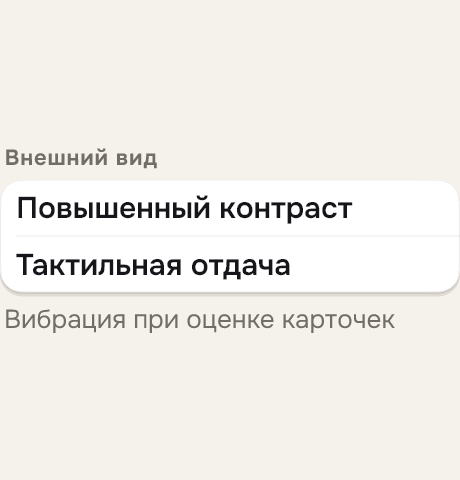 Внешний вид
Повышенный контраст
Тактильная отдача
Вибрация при оценке карточек